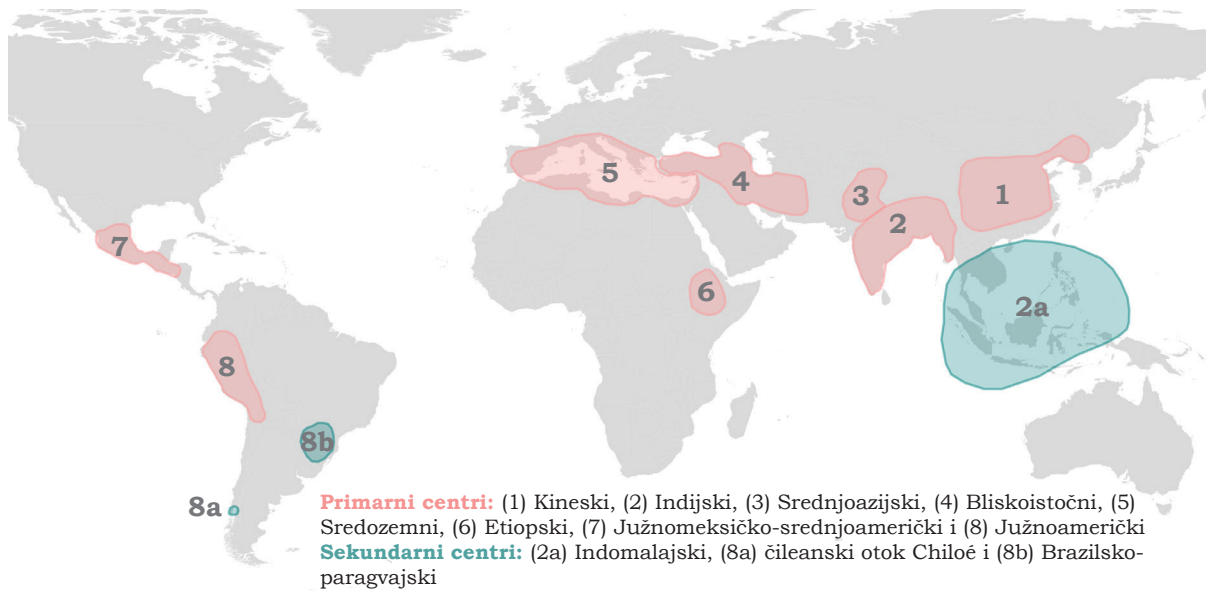 5
4
3
1
2
7
6
2a
8
8b
8a
Primarni centri: (1) Kineski, (2) Indijski, (3) Srednjoazijski, (4) Bliskoistočni, (5)
Sredozemni, (6) Etiopski, (7) Južnomeksičko-srednjoamerički i (8) Južnoamerički
Sekundarni centri: (2a) Indomalajski, (8a) čileanski otok Chiloé i (8b) Brazilsko-
paragvajski